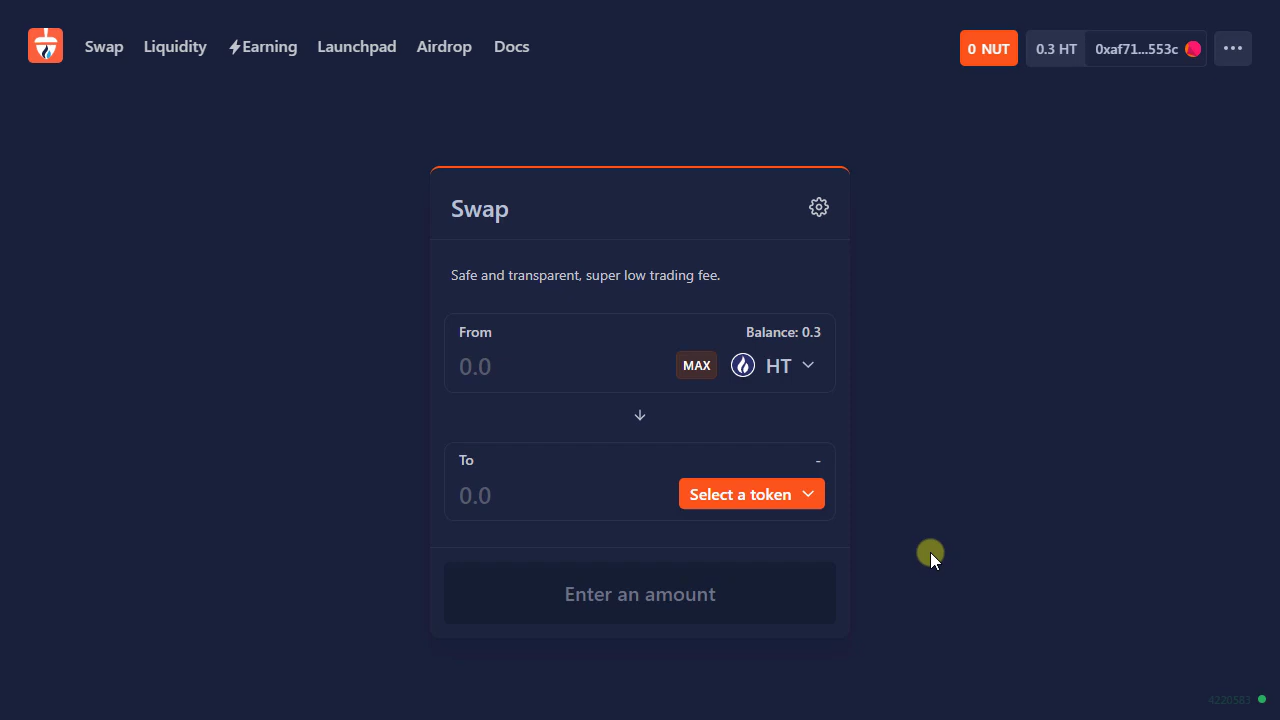 Swap Liquidity ⚡Earning Launchpad Airdrop Docs
0 NUT 0.3 HT 0xaf71...553c
Swap
Safe and transparent, super low trading fee.
From Balance: 0.3
0.0 MAX HT
To -
0.0 Select a token
Enter an amount
4220583